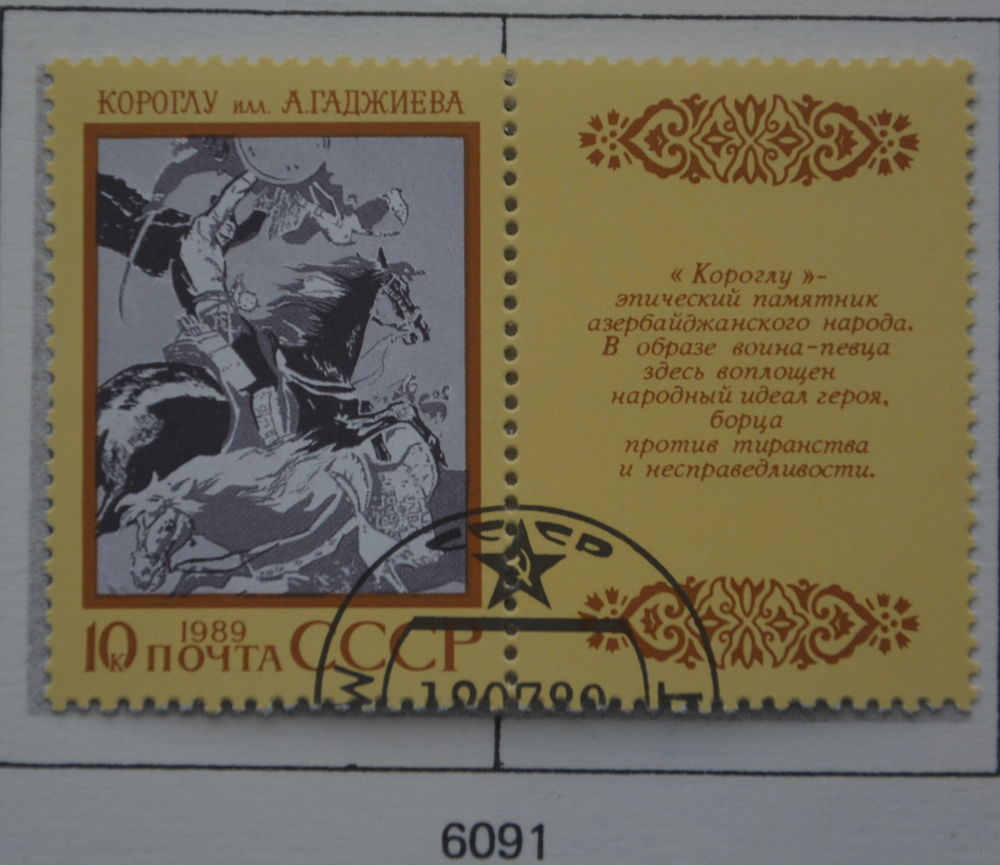 КОРОГЛУ илл. А.ГАДЖИЕВА
« Короглу »-
эпический памятник
азербайджанского народа.
В образе воина-певца
здесь воплощен
народный идеал героя,
борца
против тиранства
и несправедливости.
10к 1989 ПОЧТА СССР
СССР
180789
6091